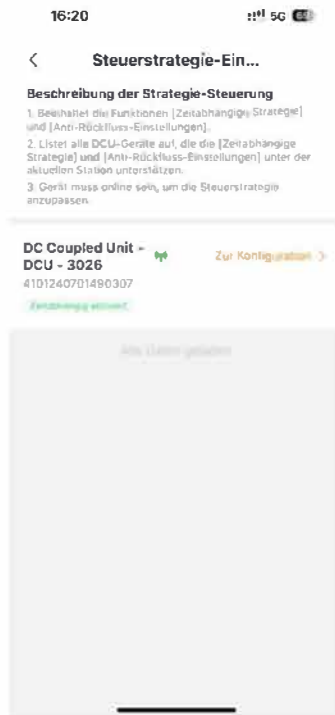 16:20
5G
Steuerstrategie-Ein...
Beschreibung der Strategie-Steuerung
1. Beinhaltet die Funktionen [Zeitabhängige Strategie]
und [Anti-Rückfluss-Einstellungen].
2. Listet alle DCU-Geräte auf, die die [Zeitabhängige
Strategie] und [Anti-Rückfluss-Einstellungen] unter der
aktuellen Station unterstützen.
3. Gerät muss online sein, um die Steuerstrategie
anzupassen.
DC Coupled Unit -
DCU - 3026
Zur Konfiguration >
4101240701490307
Alle Daten geladen